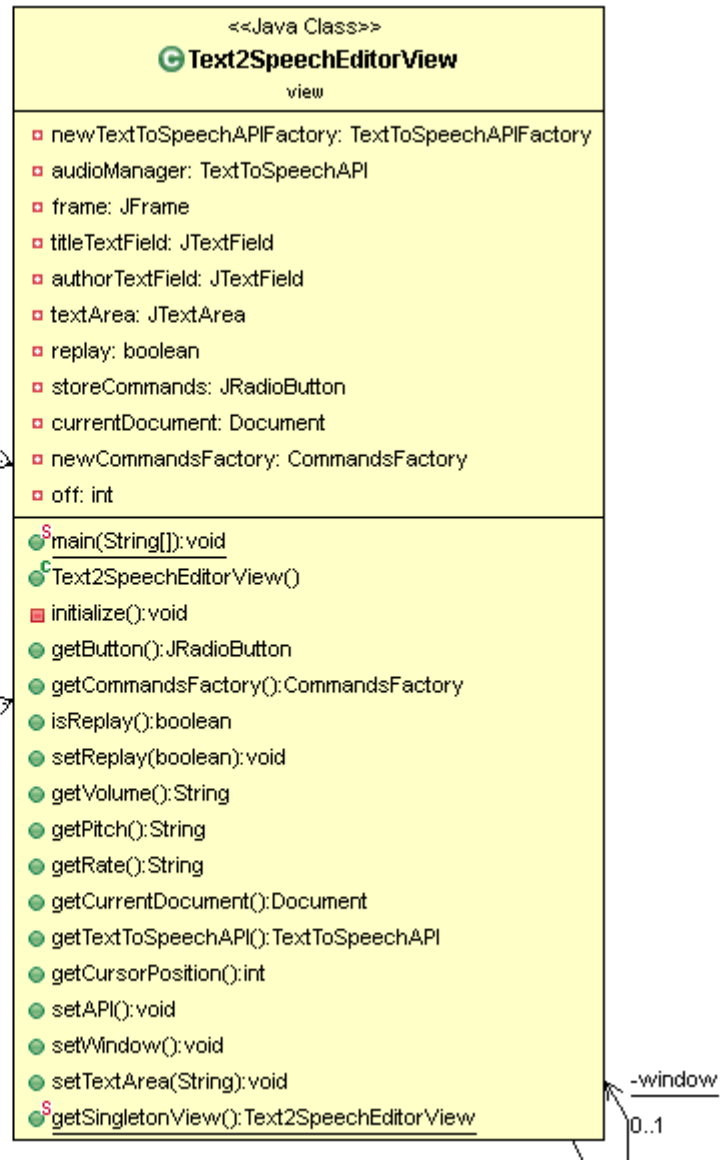 <<Java Class>>
Text2SpeechEditorView
view
newTextToSpeechAPIFactory: TextToSpeechAPIFactory
audioManager: TextToSpeechAPI
frame: JFrame
titleTextField: JTextField
authorTextField: JTextField
textArea: JTextArea
replay: boolean
storeCommands: JRadioButton
currentDocument: Document
newCommandsFactory: CommandsFactory
off: int
main(String[]):void
Text2SpeechEditorView()
initialize():void
getButton():JRadioButton
getCommandsFactory():CommandsFactory
isReplay():boolean
setReplay(boolean):void
getVolume():String
getPitch():String
getRate():String
getCurrentDocument():Document
getTextToSpeechAPI():TextToSpeechAPI
getCursorPosition():int
setAPI():void
setWindow():void
setTextArea(String):void
getSingletonView():Text2SpeechEditorView
-window
0..1